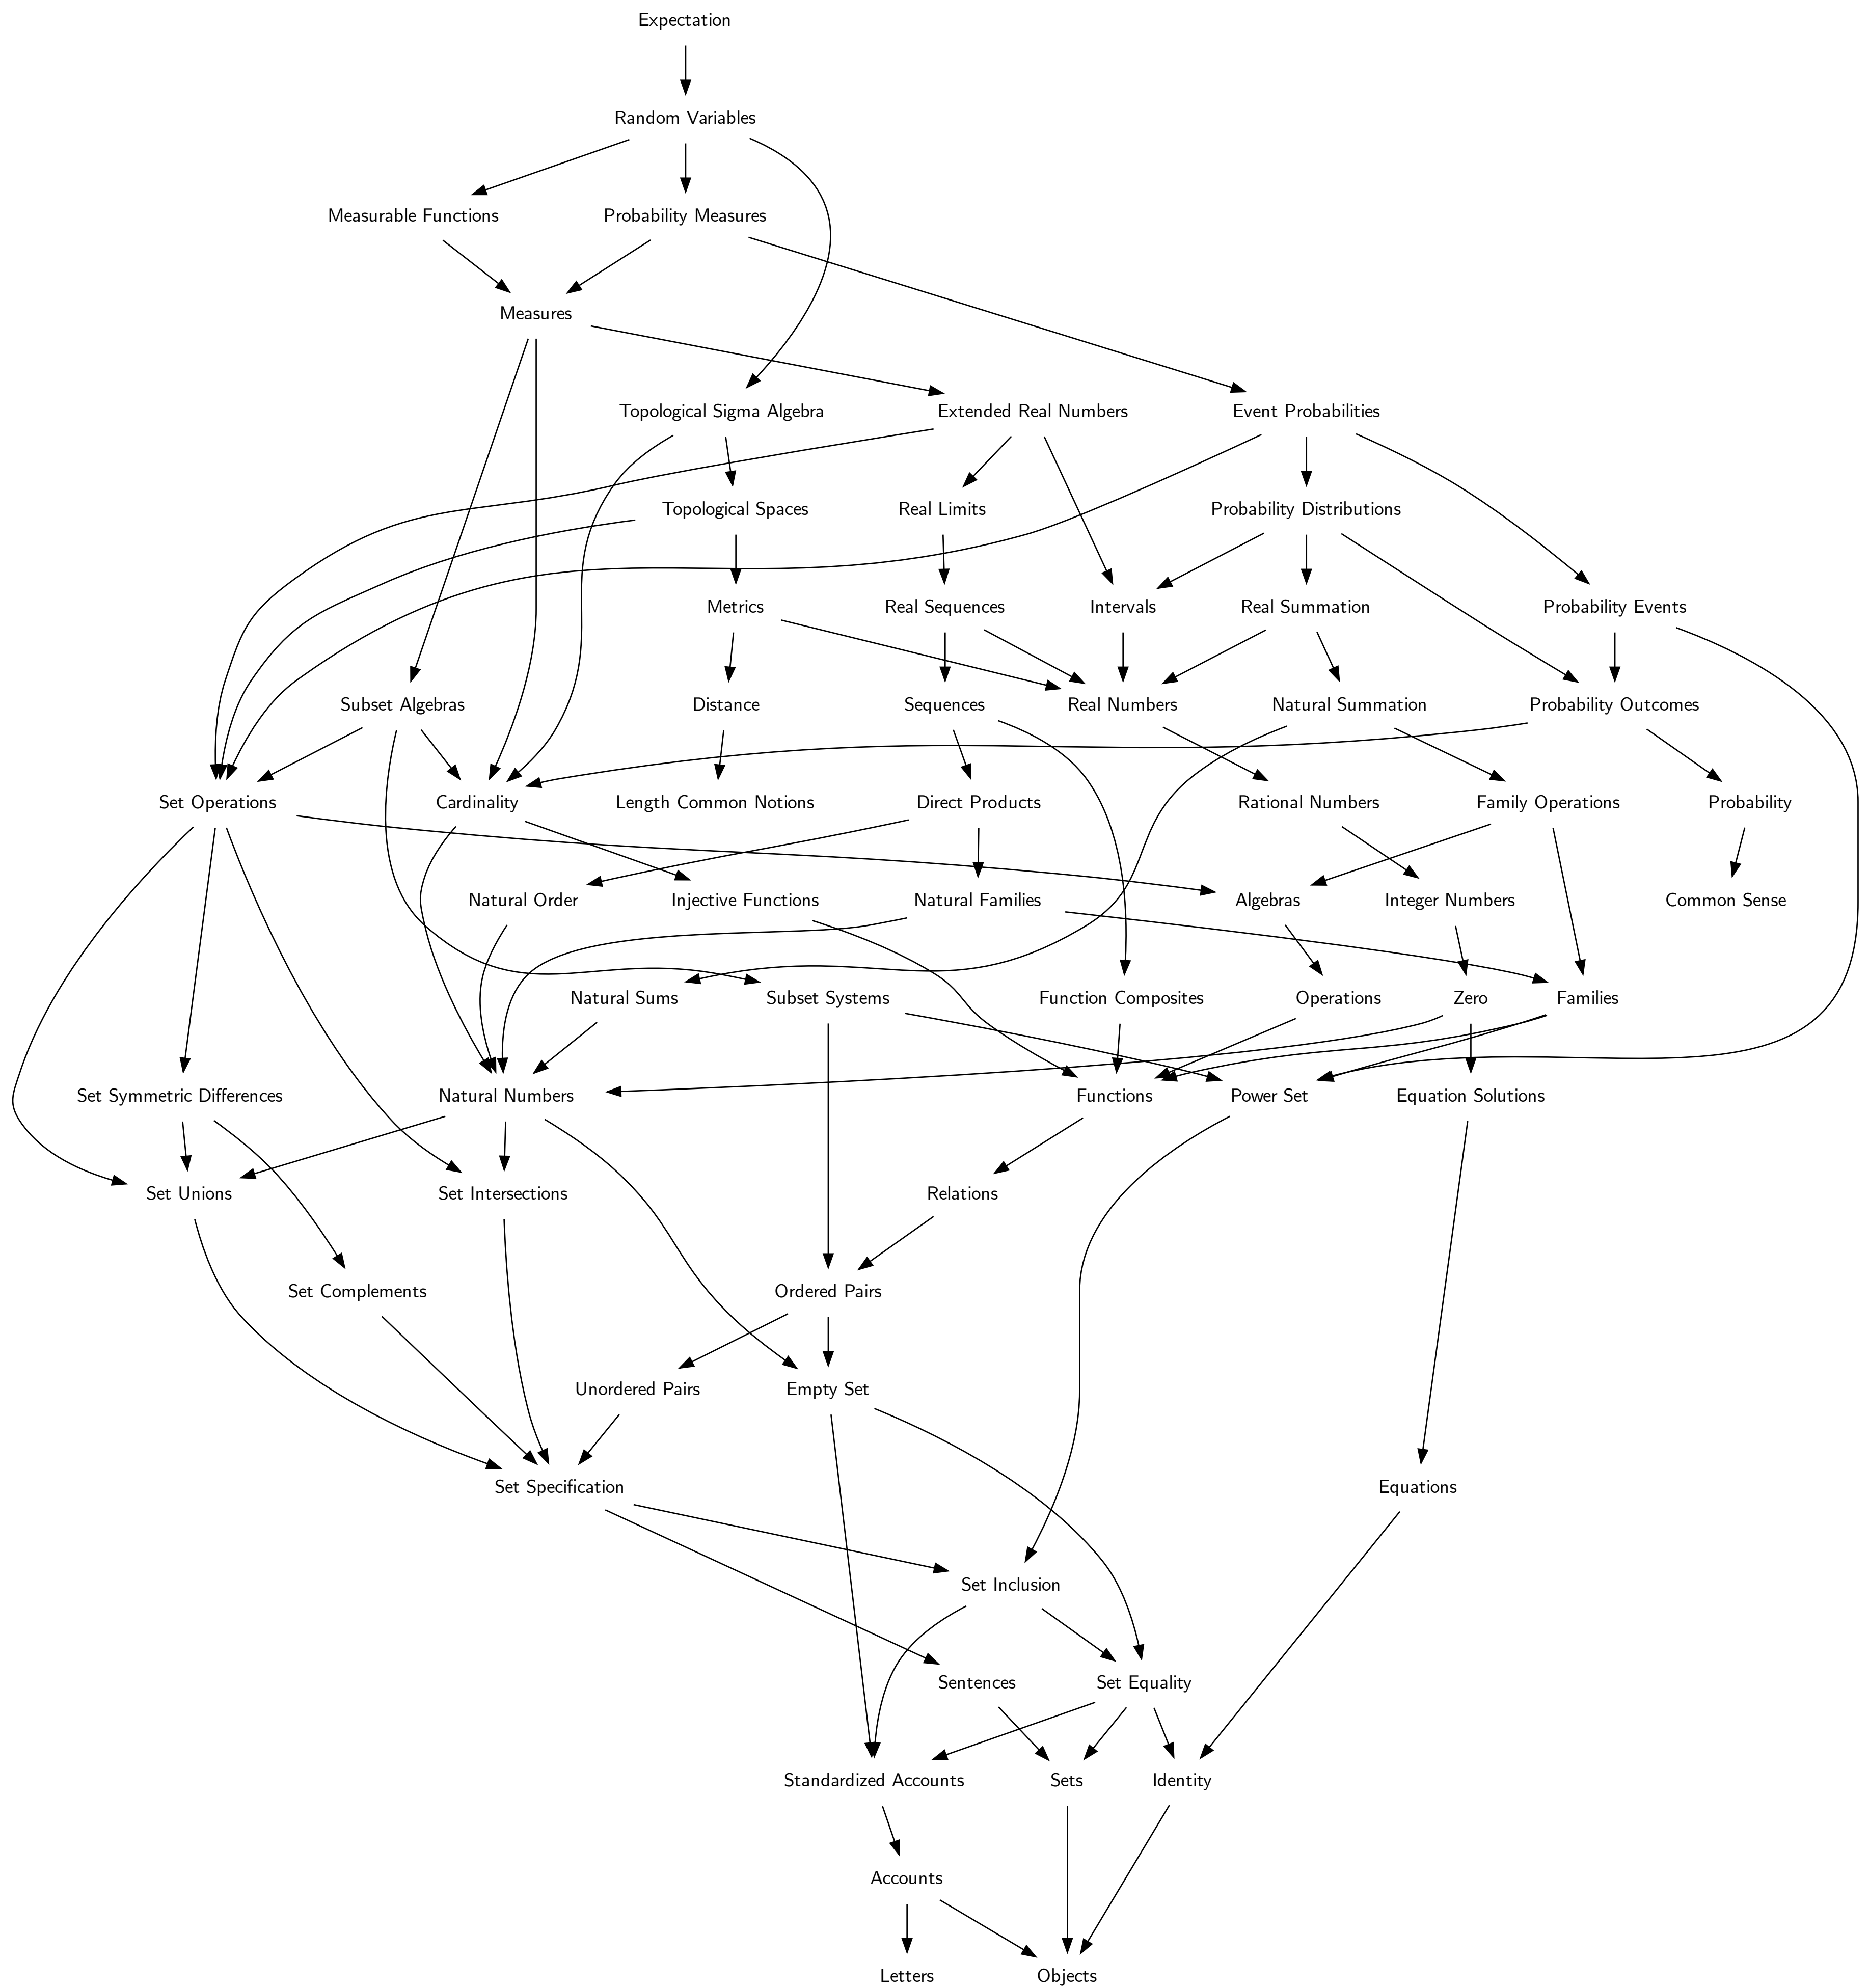 Expectation
Random Variables
Measurable Functions
Probability Measures
Measures
Topological Sigma Algebra
Extended Real Numbers
Event Probabilities
Topological Spaces
Real Limits
Probability Distributions
Metrics
Real Sequences
Intervals
Real Summation
Probability Events
Subset Algebras
Distance
Sequences
Real Numbers
Natural Summation
Probability Outcomes
Set Operations
Cardinality
Length Common Notions
Direct Products
Rational Numbers
Family Operations
Probability
Natural Order
Injective Functions
Natural Families
Algebras
Integer Numbers
Common Sense
Natural Sums
Subset Systems
Function Composites
Operations
Zero
Families
Set Symmetric Differences
Natural Numbers
Functions
Power Set
Equation Solutions
Set Unions
Set Intersections
Relations
Set Complements
Ordered Pairs
Unordered Pairs
Empty Set
Set Specification
Equations
Set Inclusion
Sentences
Set Equality
Standardized Accounts
Sets
Identity
Accounts
Letters
Objects